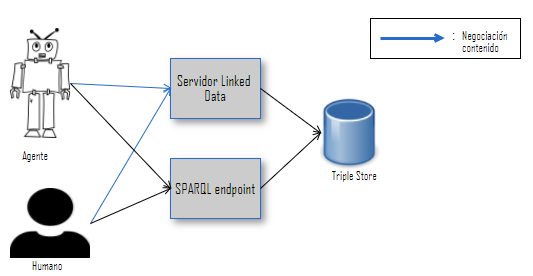 : Negociación
contenido
Servidor Linked
Data
Agente
Triple Store
SPARQL endpoint
Humano